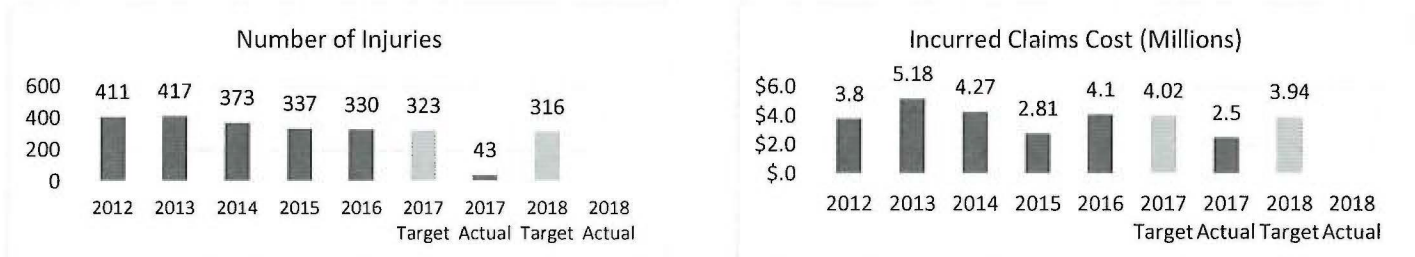 Number of Injuries
600
400
200
0
411 417 373 337 330 323 43 316
2012 2013 2014 2015 2016 2017 2017 2018 2018
Target Actual Target Actual
Incurred Claims Cost (Millions)
$6.0
$4.0
$2.0
$.0
3.8 5.18 4.27 2.81 4.1 4.02 2.5 3.94
2012 2013 2014 2015 2016 2017 2017 2018 2018
Target Actual Target Actual